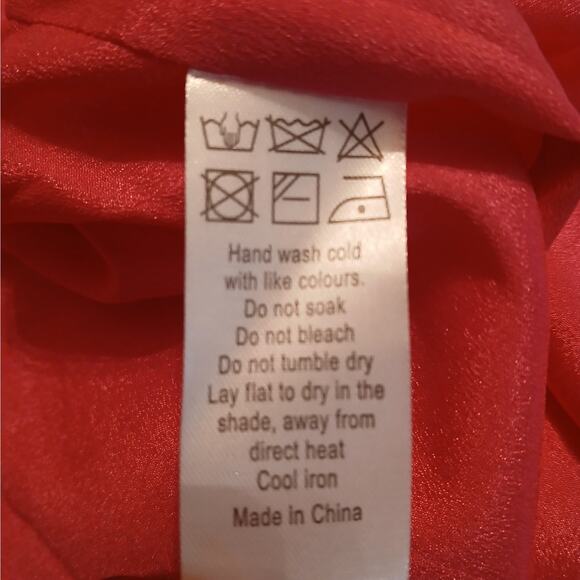 Hand wash cold
with like colours.
Do not soak
Do not bleach
Do not tumble dry
Lay flat to dry in the
shade, away from
direct heat
Cool iron
Made in China